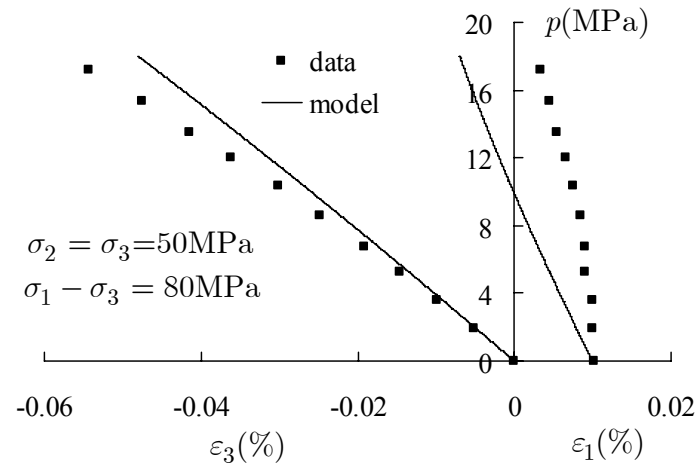 20
p(MPa)
data
model
16
12
8
σ₂ = σ₃=50MPa
σ₁ − σ₃ = 80MPa
4
0
-0.06 -0.04 -0.02 0 0.02
ε₃(%) ε₁(%)